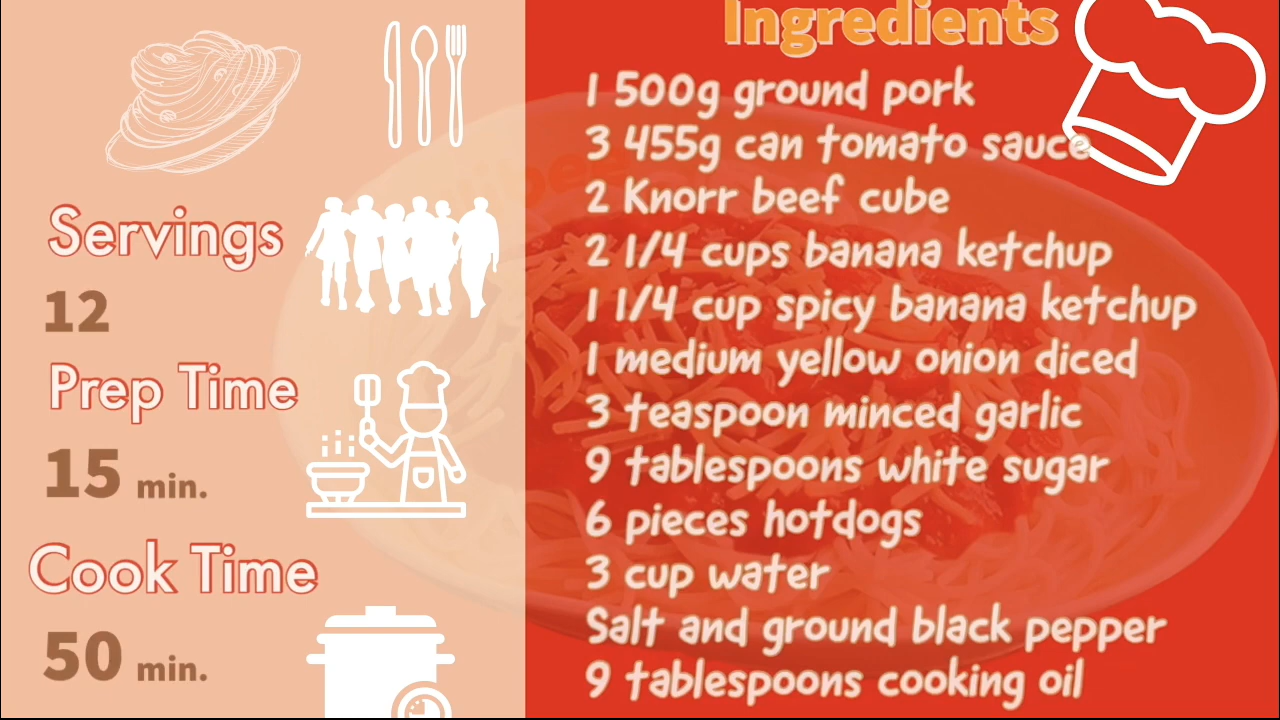 Servings
12
Prep Time
15 min.
Cook Time
50 min.
Ingredients
1 500g ground pork
3 455g can tomato sauce
2 Knorr beef cube
2 1/4 cups banana ketchup
1 1/4 cup spicy banana ketchup
1 medium yellow onion diced
3 teaspoon minced garlic
9 tablespoons white sugar
6 pieces hotdogs
3 cup water
Salt and ground black pepper
9 tablespoons cooking oil